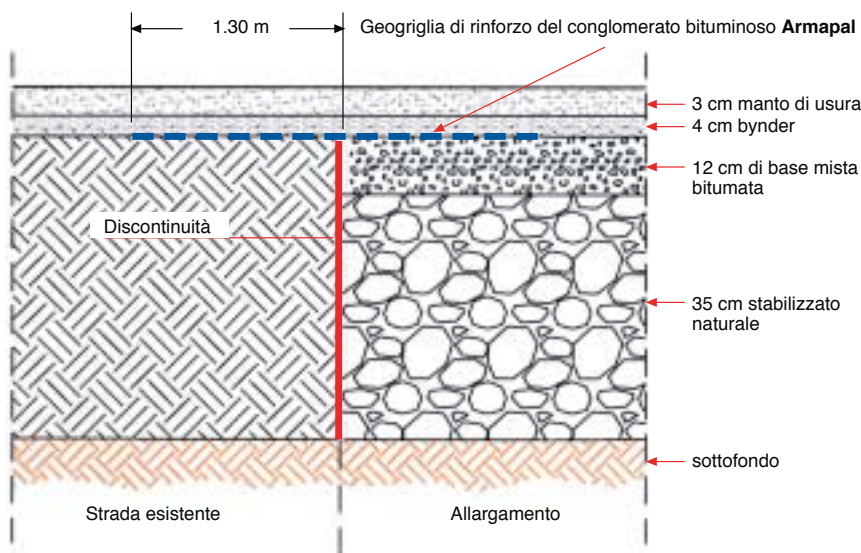 1.30 m
Geogriglia di rinforzo del conglomerato bituminoso Armapal
3 cm manto di usura
4 cm bynder
12 cm di base mista
bitumata
Discontinuità
35 cm stabilizzato
naturale
sottofondo
Strada esistente
Allargamento